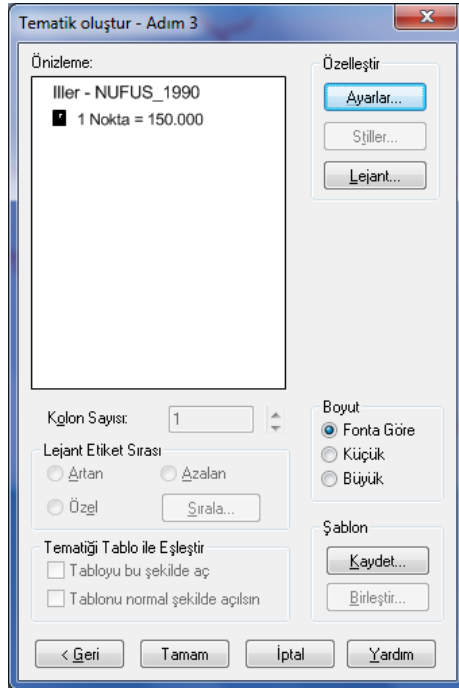 Tematik oluştur - Adım 3
Önizleme:
Iller - NUFUS_1990
1 Nokta = 150.000
Özelleştir
Ayarlar...
Stiller...
Lejant...
Kolon Sayısı:
1
Lejant Etiket Sırası
Artan
Azalan
Özel
Sırala...
Tematiği Tablo ile Eşleştir
Tabloyu bu şekilde aç
Tablonu normal şekilde açılsın
Boyut
Fonta Göre
Küçük
Büyük
Şablon
Kaydet...
Birleştir...
< Geri
Tamam
İptal
Yardım